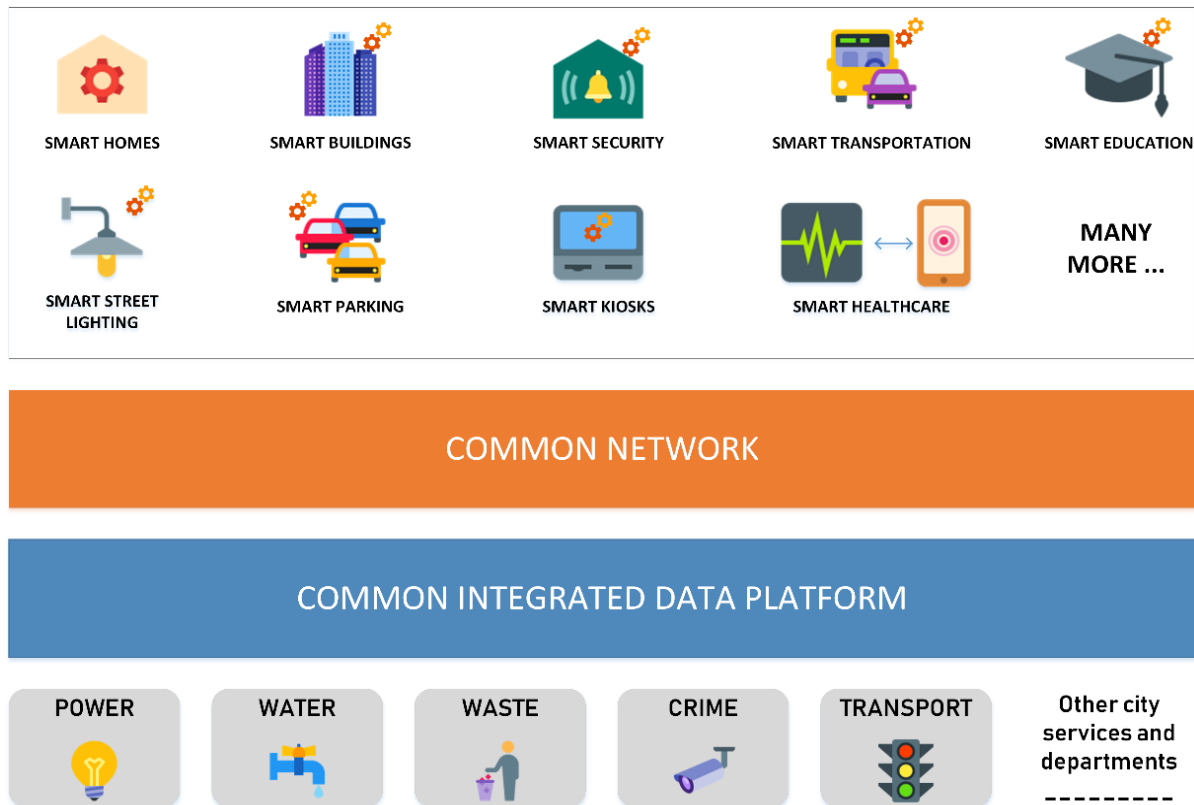 SMART HOMES
SMART BUILDINGS
SMART SECURITY
SMART TRANSPORTATION
SMART EDUCATION
SMART STREET
LIGHTING
SMART PARKING
SMART KIOSKS
SMART HEALTHCARE
MANY
MORE ...
COMMON NETWORK
COMMON INTEGRATED DATA PLATFORM
POWER
WATER
WASTE
CRIME
TRANSPORT
Other city
services and
departments
---------